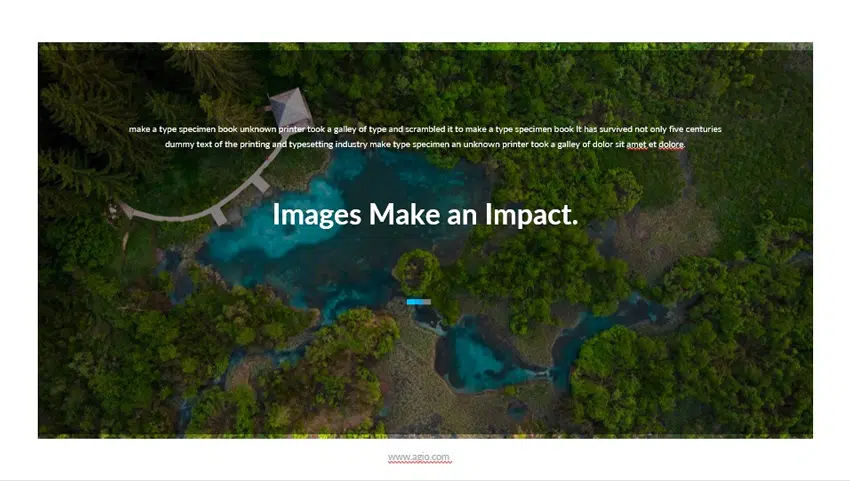 make a type specimen book unknown printer took a galley of type and scrambled it to make a type specimen book It has survived not only five centuries
dummy text of the printing and typesetting industry make type specimen an unknown printer took a galley of dolor sit amet et dolore.
Images Make an Impact.
www.agio.com